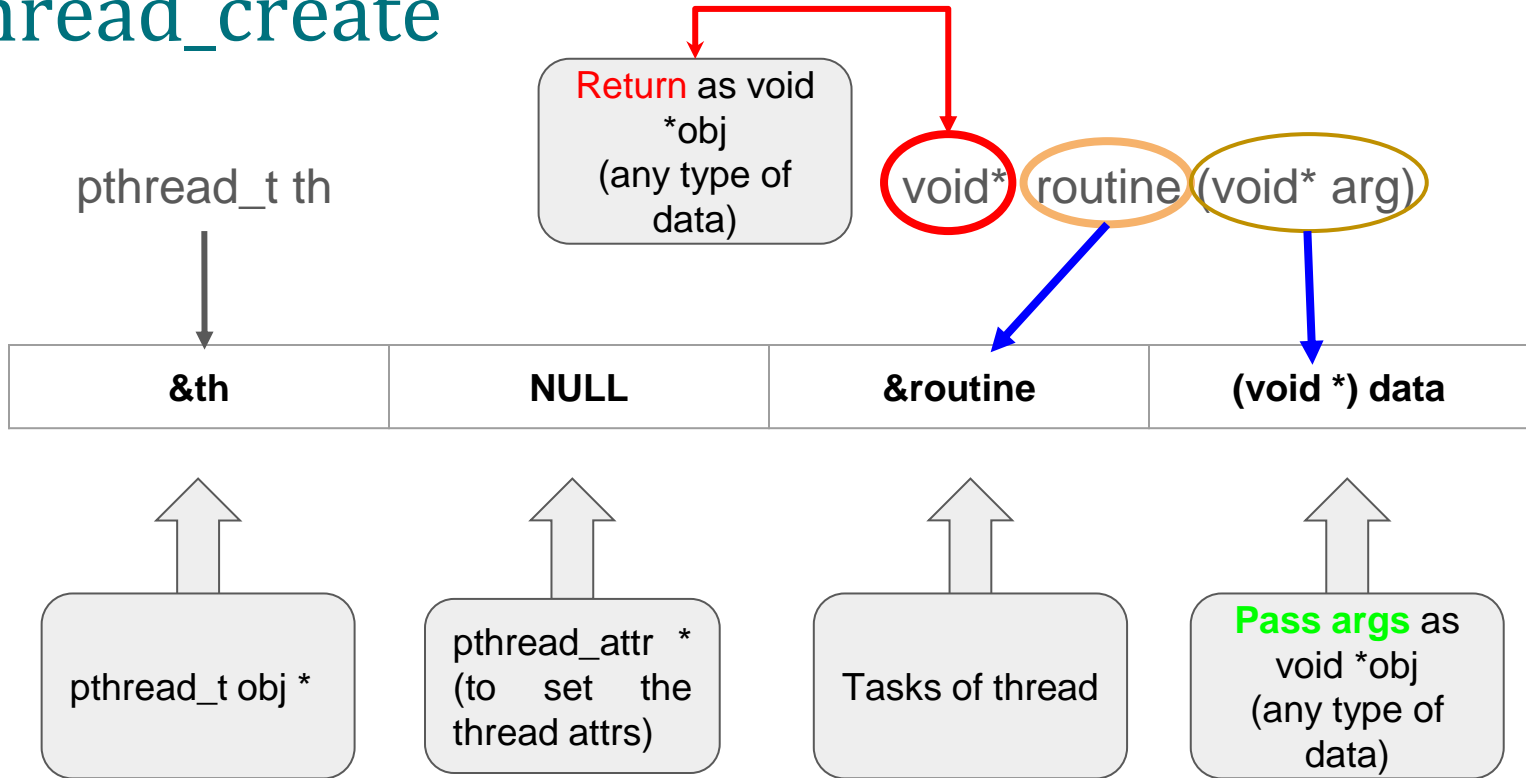 hread_create
Return as void
*obj
(any type of
data)
pthread_t th
void* routine (void* arg)
&th
NULL
&routine
(void *) data
pthread_t obj *
pthread_attr *
(to set the
thread attrs)
Tasks of thread
Pass args as
void *obj
(any type of
data)